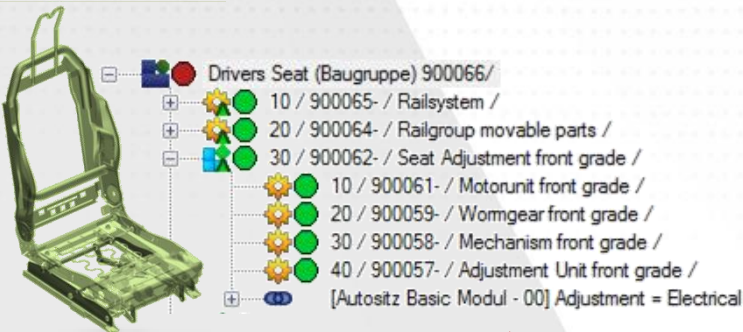 Drivers Seat (Baugruppe) 900066/
10 / 900065- / Railsystem /
20 / 900064- / Railgroup movable parts /
30 / 900062- / Seat Adjustment front grade /
10 / 900061- / Motorunit front grade /
20 / 900059- / Wormgear front grade /
30 / 900058- / Mechanism front grade /
40 / 900057- / Adjustment Unit front grade /
[Autositz Basic Modul - 00] Adjustment = Electrical